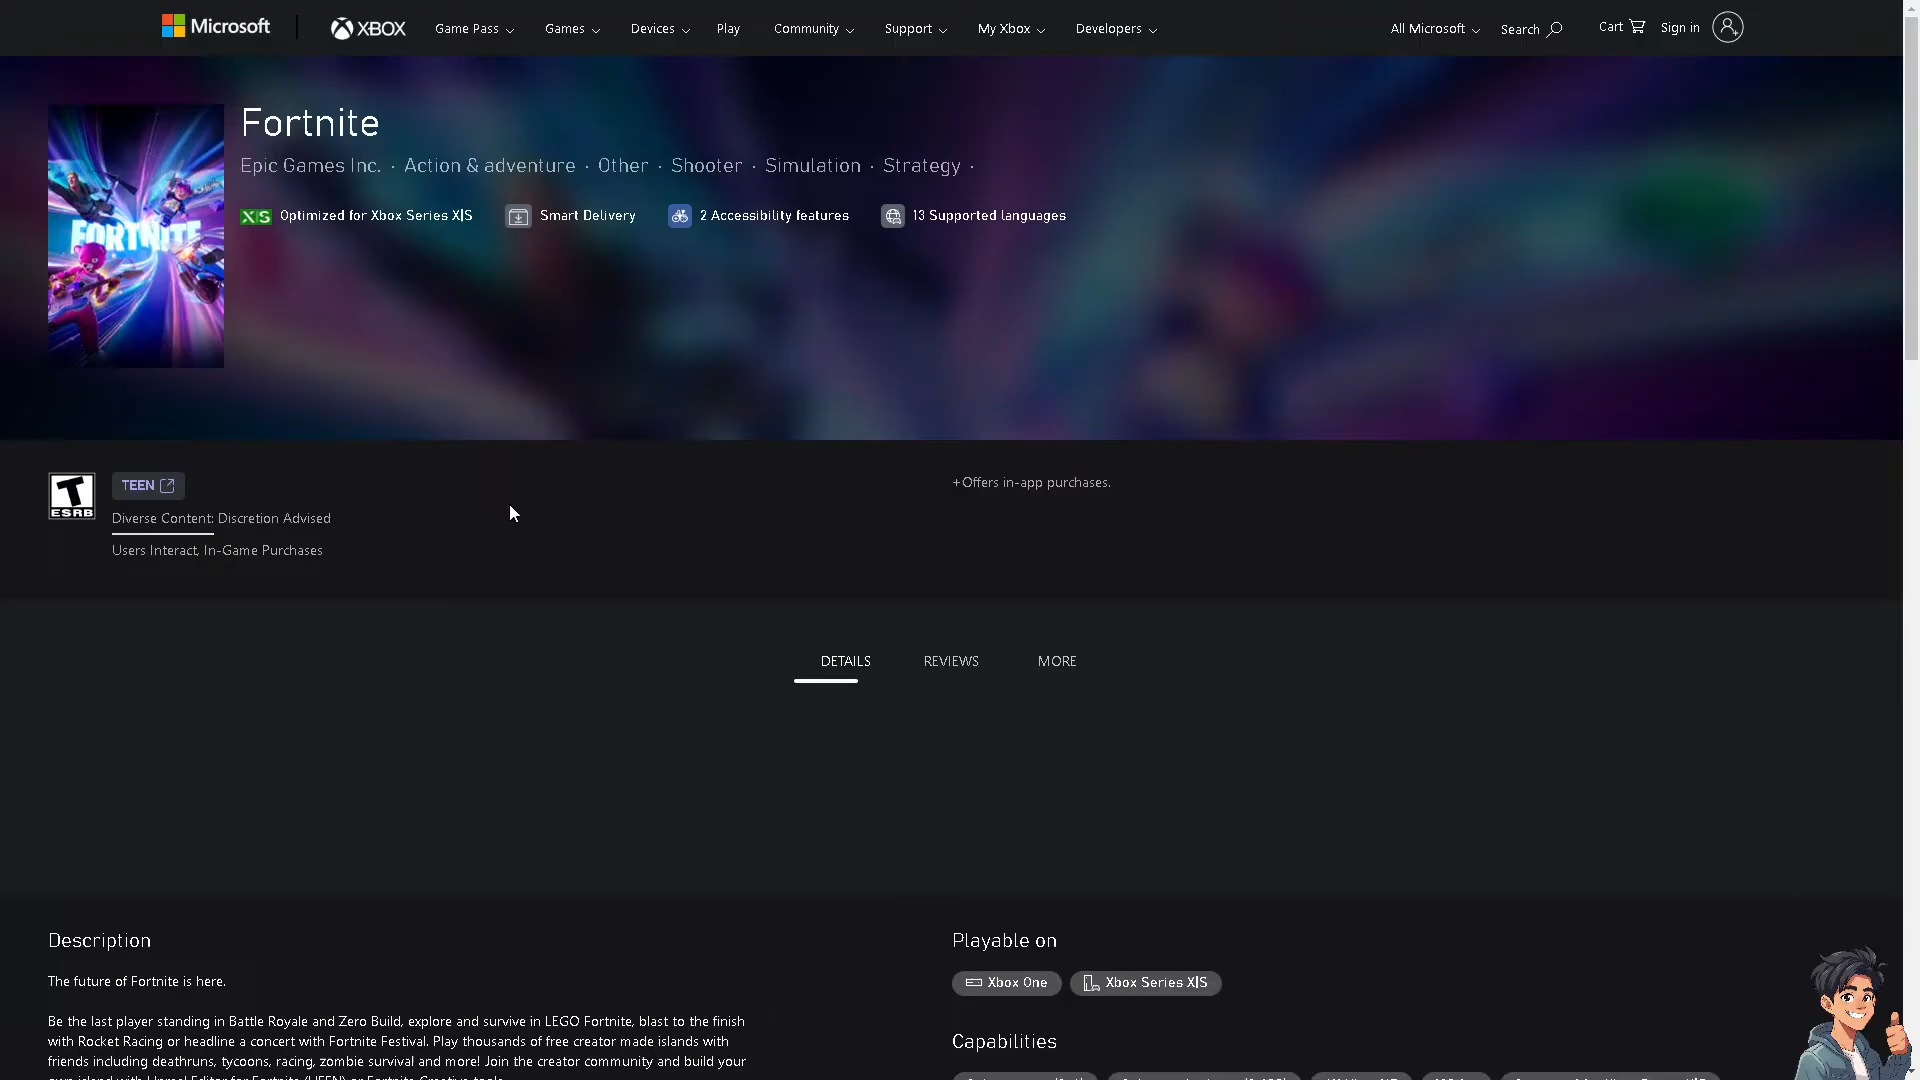 Microsoft XBOX Game Pass Games Devices Play Community Support My Xbox Developers All Microsoft Search Cart Sign in
Fortnite
Epic Games Inc. · Action & adventure · Other · Shooter · Simulation · Strategy ·
FORTNITE
XS Optimized for Xbox Series X|S Smart Delivery 2 Accessibility features 13 Supported languages
T
ESRB
TEEN
Diverse Content: Discretion Advised
Users Interact, In-Game Purchases
+Offers in-app purchases.
DETAILS REVIEWS MORE
Description
The future of Fortnite is here.
Be the last player standing in Battle Royale and Zero Build, explore and survive in LEGO Fortnite, blast to the finish
with Rocket Racing or headline a concert with Fortnite Festival. Play thousands of free creator made islands with
friends including deathruns, tycoons, racing, zombie survival and more! Join the creator community and build your
Playable on
Xbox One Xbox Series X|S
Capabilities